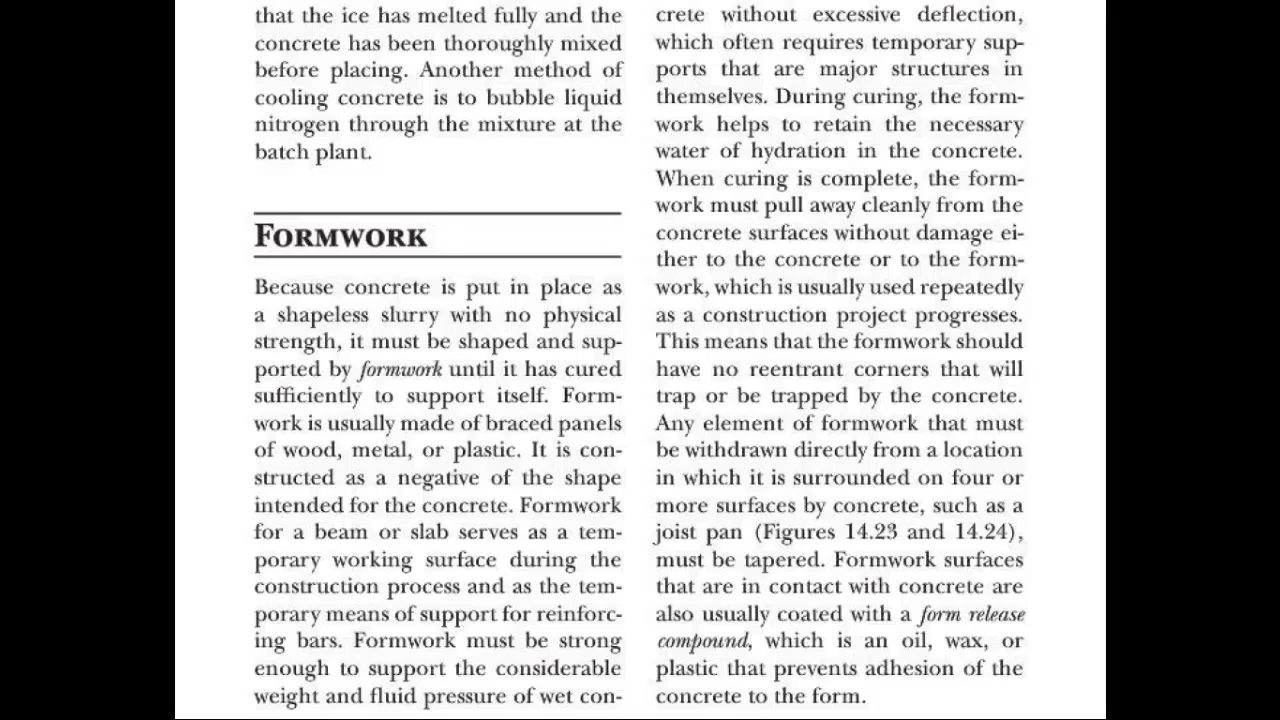 that the ice has melted fully and the
concrete has been thoroughly mixed
before placing. Another method of
cooling concrete is to bubble liquid
nitrogen through the mixture at the
batch plant.
FORMWORK
Because concrete is put in place as
a shapeless slurry with no physical
strength, it must be shaped and sup-
ported by formwork until it has cured
sufficiently to support itself. Form-
work is usually made of braced panels
of wood, metal, or plastic. It is con-
structed as a negative of the shape
intended for the concrete. Formwork
for a beam or slab serves as a tem-
porary working surface during the
construction process and as the tem-
porary means of support for reinforc-
ing bars. Formwork must be strong
enough to support the considerable
weight and fluid pressure of wet con-
crete without excessive deflection,
which often requires temporary sup-
ports that are major structures in
themselves. During curing, the form-
work helps to retain the necessary
water of hydration in the concrete.
When curing is complete, the form-
work must pull away cleanly from the
concrete surfaces without damage ei-
ther to the concrete or to the form-
work, which is usually used repeatedly
as a construction project progresses.
This means that the formwork should
have no reentrant corners that will
trap or be trapped by the concrete.
Any element of formwork that must
be withdrawn directly from a location
in which it is surrounded on four or
more surfaces by concrete, such as a
joist pan (Figures 14.23 and 14.24),
must be tapered. Formwork surfaces
that are in contact with concrete are
also usually coated with a form release
compound, which is an oil, wax, or
plastic that prevents adhesion of the
concrete to the form.